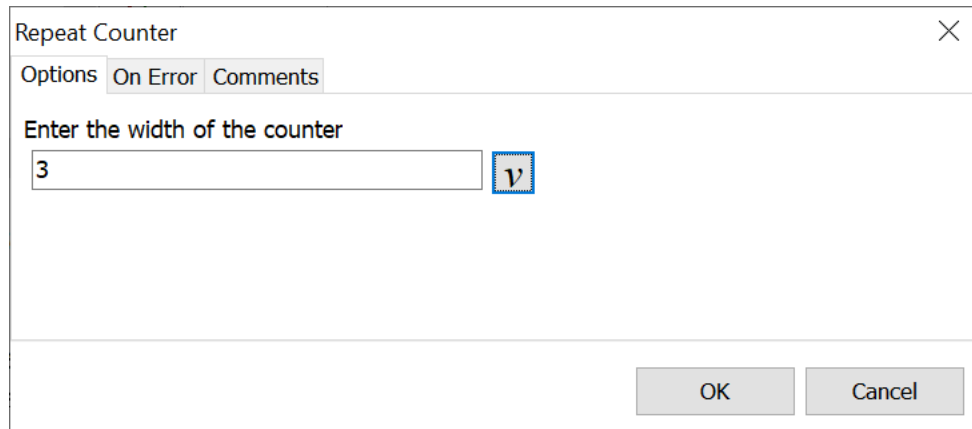 Repeat Counter
Options On Error Comments
Enter the width of the counter
3
v
OK Cancel